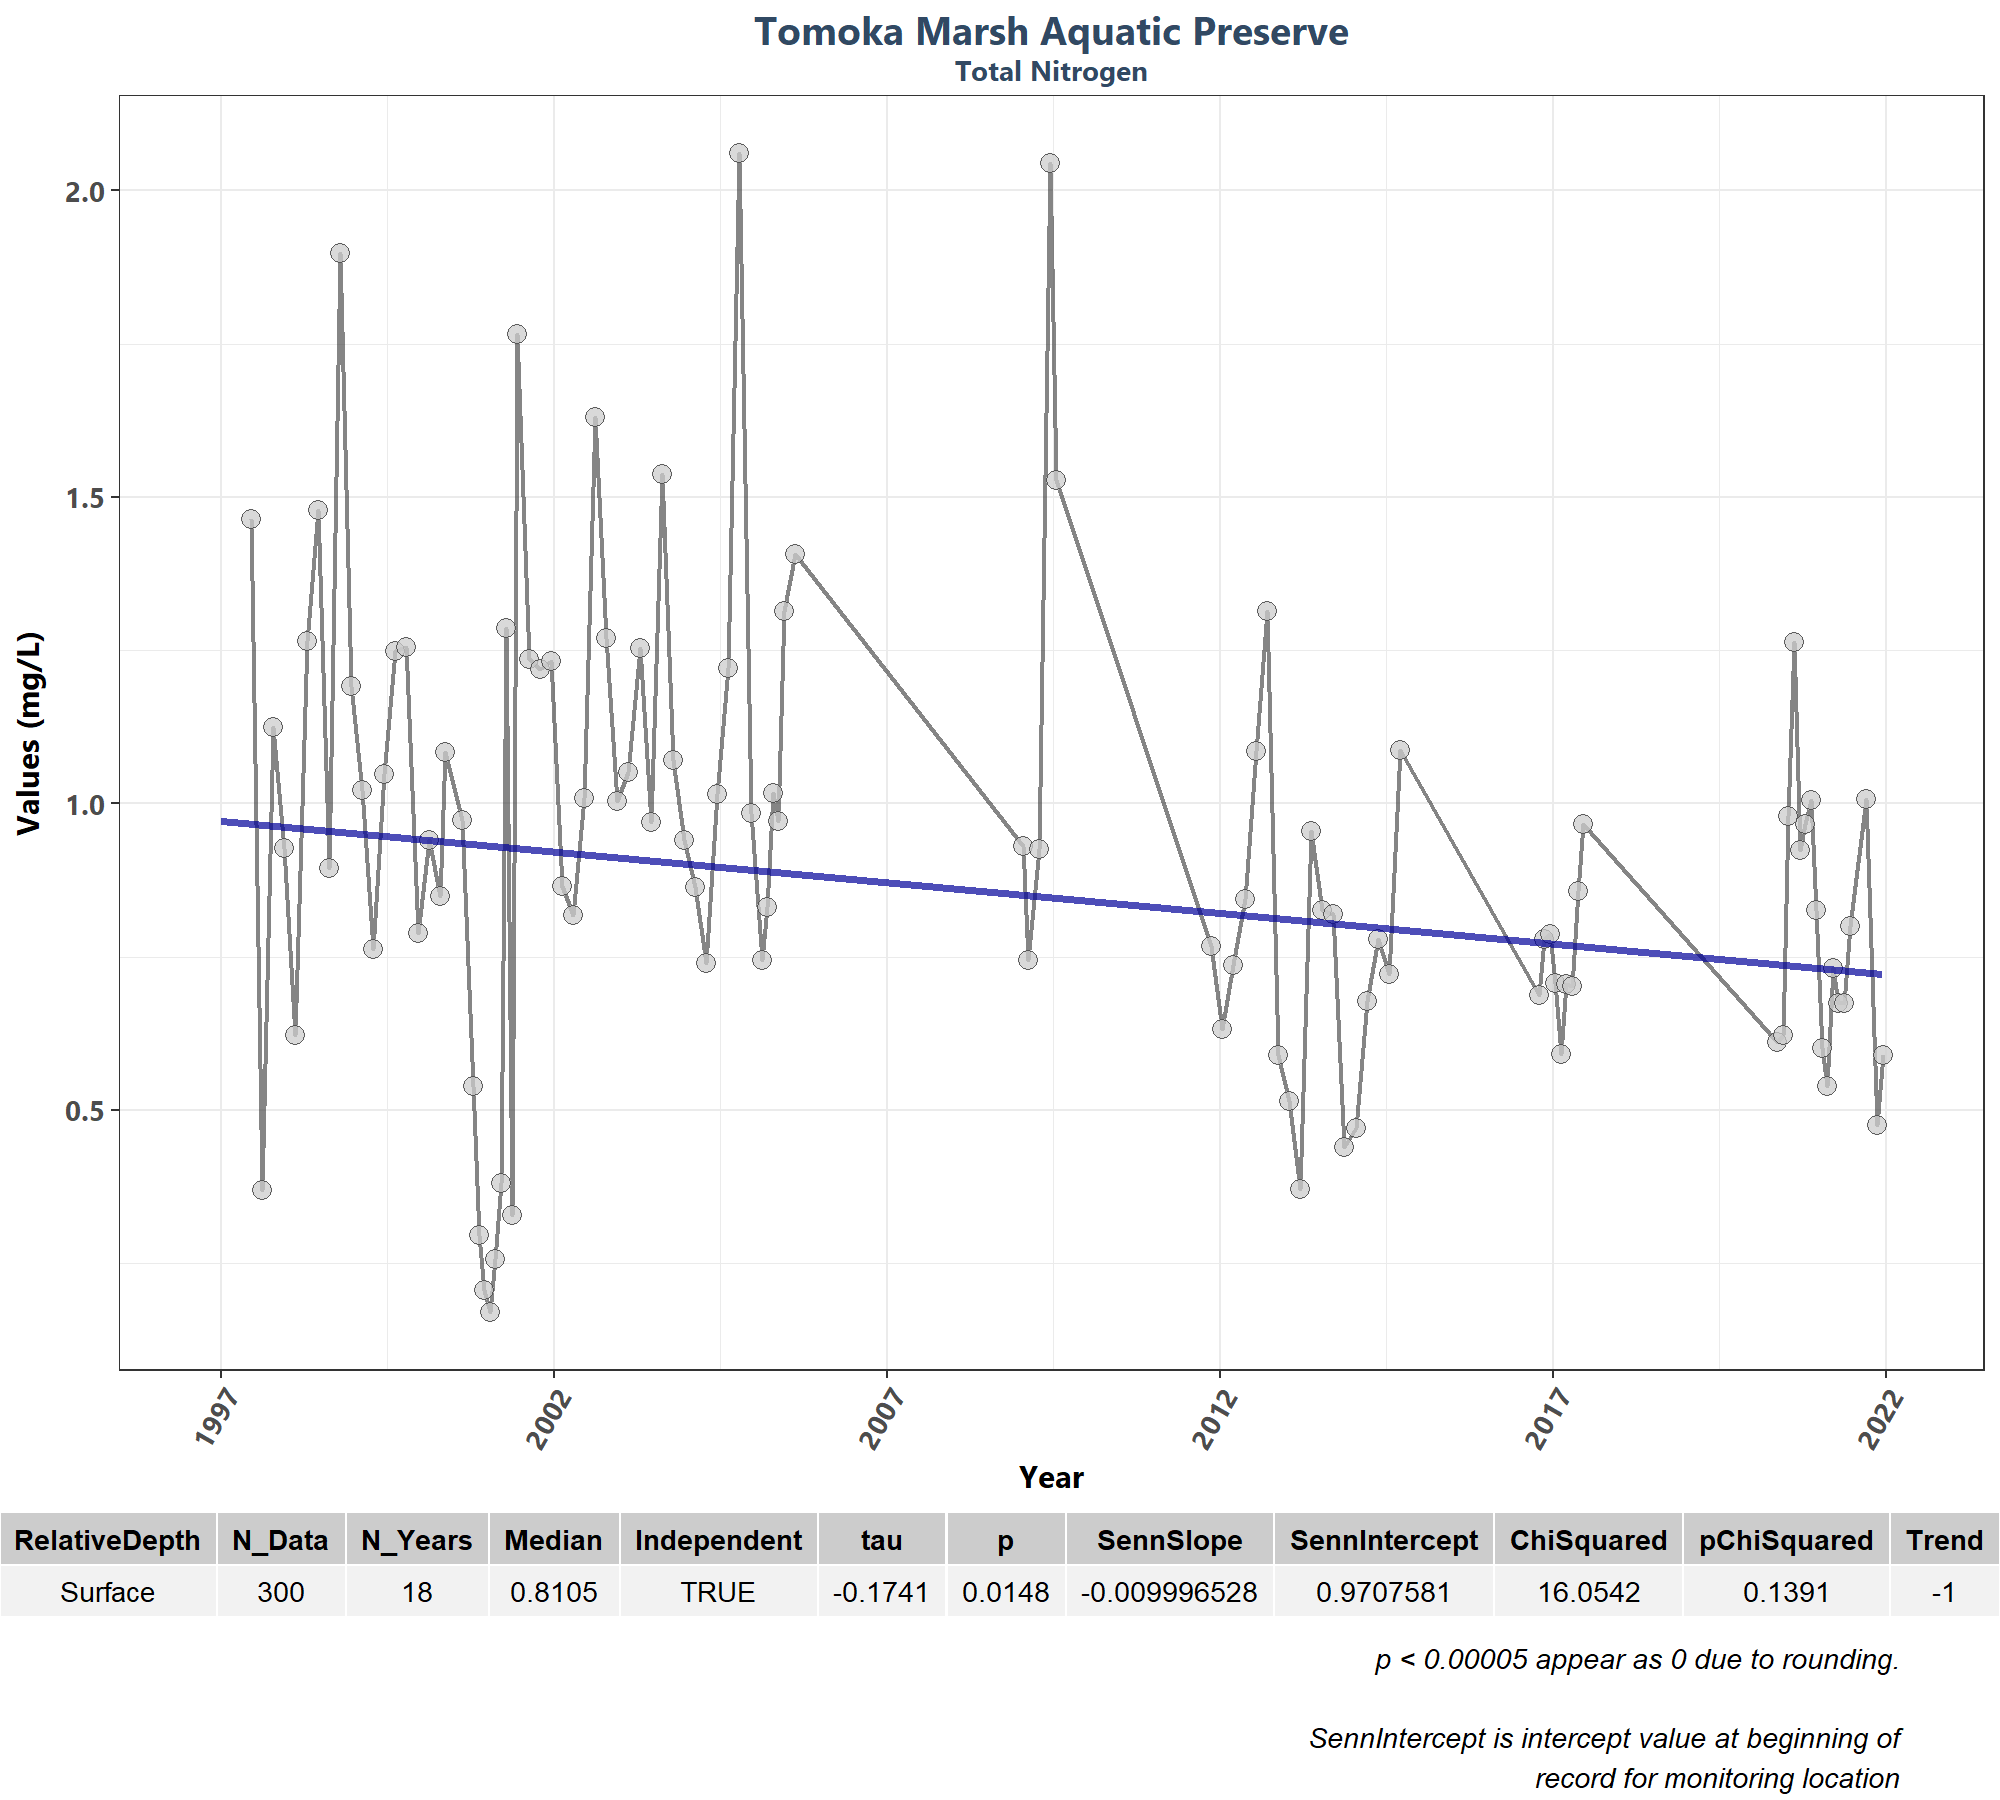 Tomoka Marsh Aquatic Preserve
Total Nitrogen
Values (mg/L)
2.0
1.5
1.0
0.5
1997
2002
2007
2012
2017
2022
Year
RelativeDepth N_Data N_Years Median Independent tau p SennSlope SennIntercept ChiSquared pChiSquared Trend
Surface 300 18 0.8105 TRUE -0.1741 0.0148 -0.009996528 0.9707581 16.0542 0.1391 -1
p < 0.00005 appear as 0 due to rounding.
SennIntercept is intercept value at beginning of
record for monitoring location